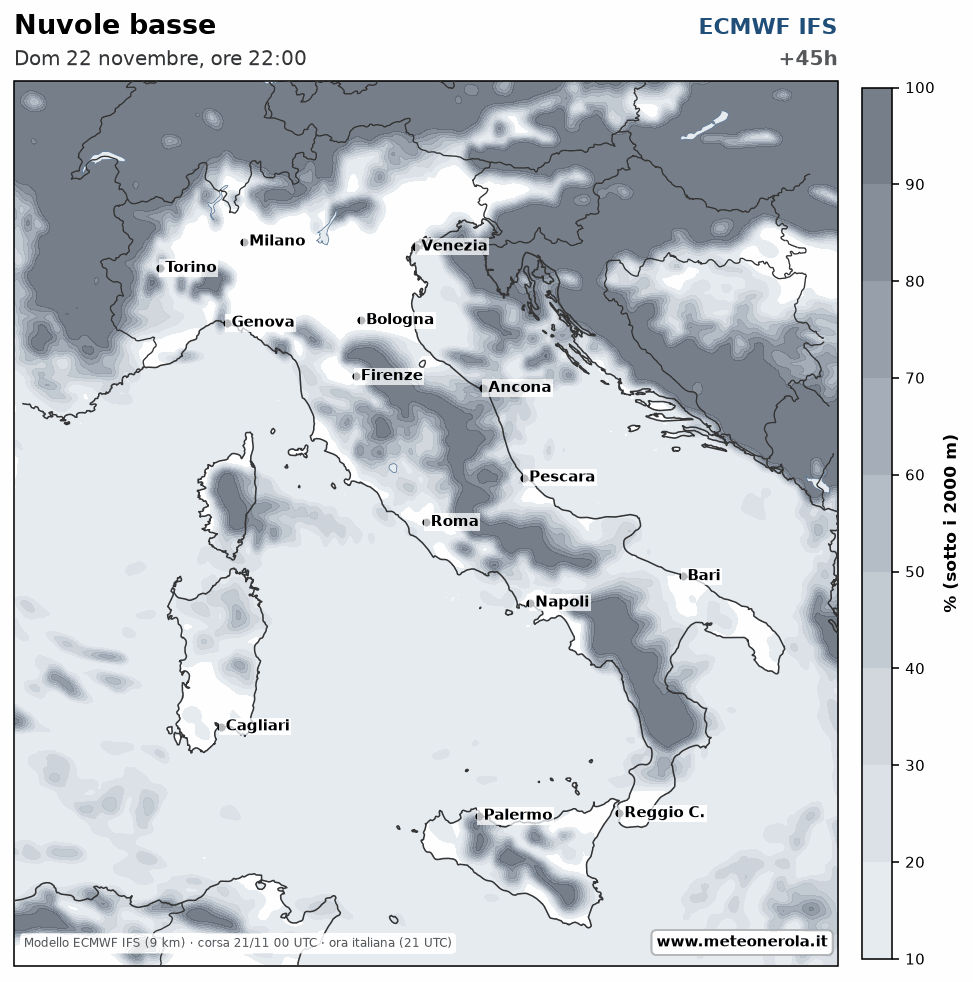 Nuvole basse
ECMWF IFS
Dom 22 novembre, ore 22:00
+45h
Milano
Venezia
Torino
Genova
Bologna
Firenze
Ancona
Pescara
Roma
Bari
Napoli
Cagliari
Palermo
Reggio C.
100
90
80
70
60
50
40
30
20
10
% (sotto i 2000 m)
Modello ECMWF IFS (9 km) · corsa 21/11 00 UTC · ora italiana (21 UTC)
www.meteonerola.it